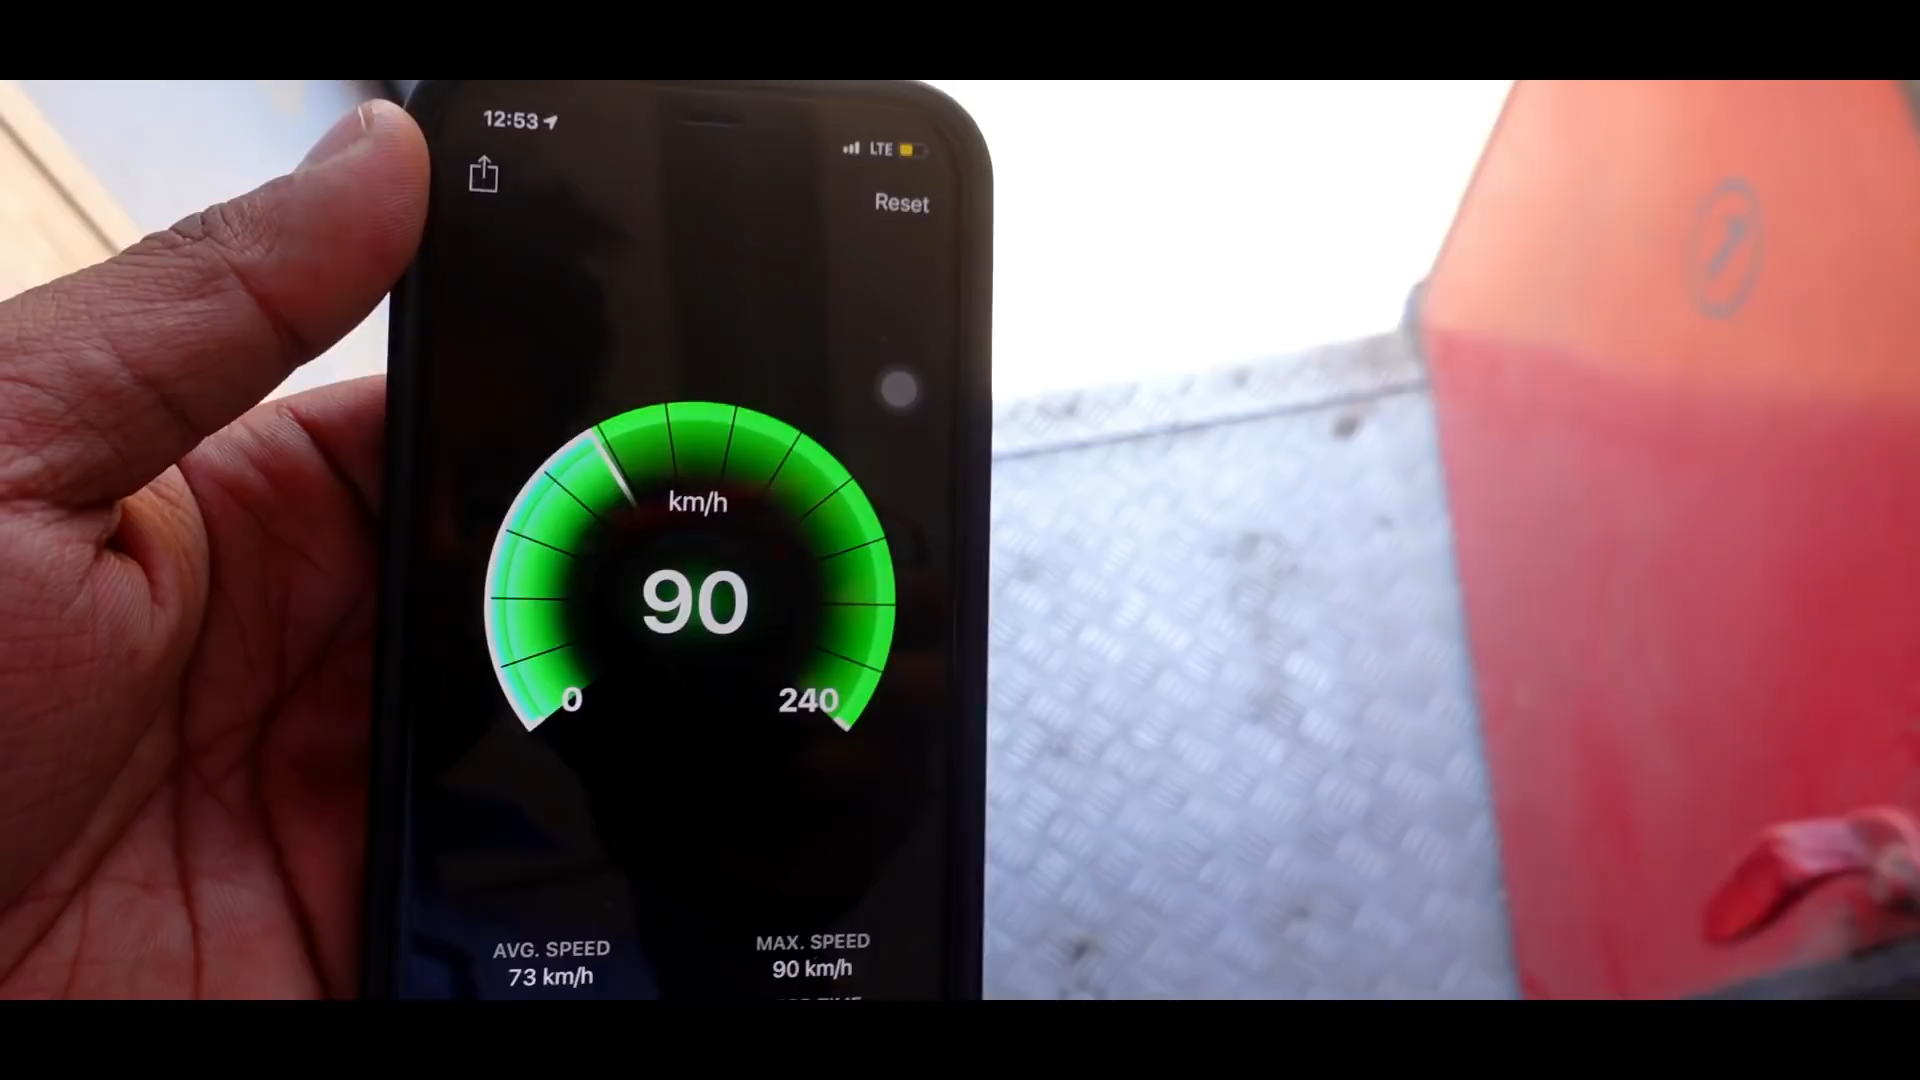 12:53
LTE
Reset
km/h
90
0
240
AVG. SPEED
73 km/h
MAX. SPEED
90 km/h